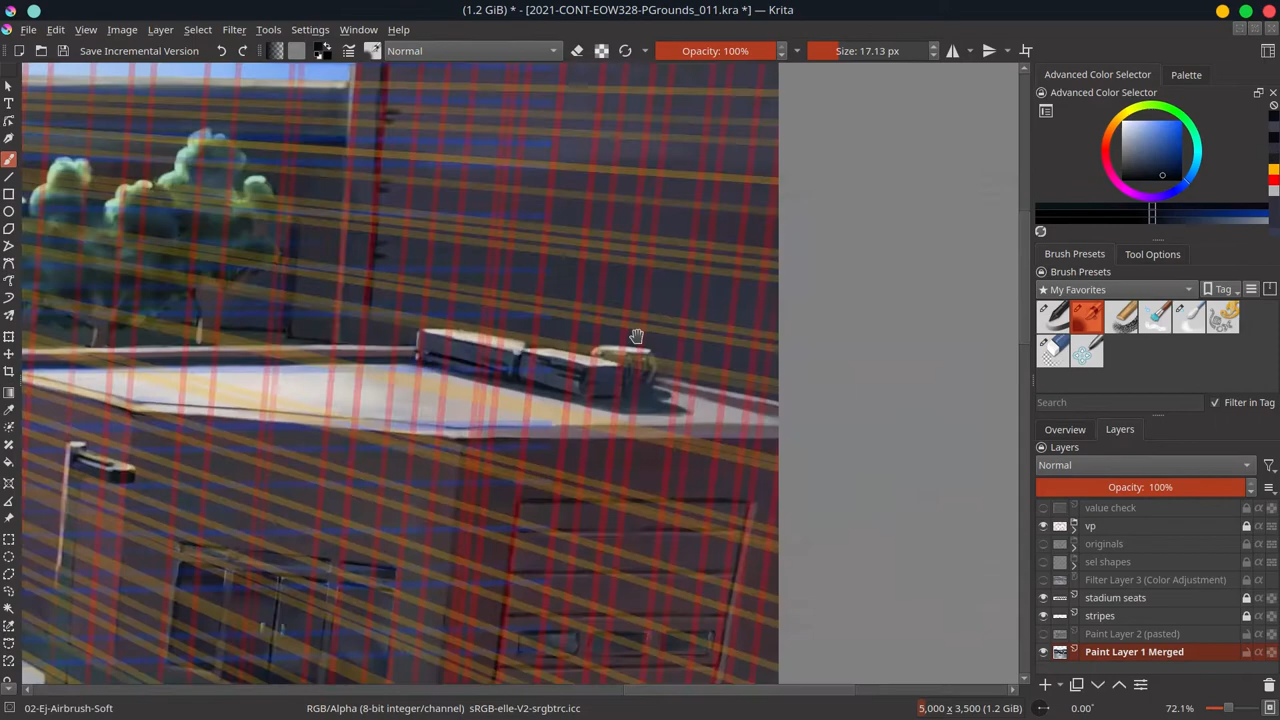 (1.2 GiB) * - [2021-CONT-EOW328-PGrounds_011.kra *] — Krita
File Edit View Image Layer Select Filter Tools Settings Window Help
Save Incremental Version Normal Opacity: 100% Size: 17.13 px
Advanced Color Selector Palette
Advanced Color Selector
Brush Presets Tool Options
Brush Presets
★ My Favorites Tag
Search Filter in Tag
Overview Layers
Layers
Normal
Opacity: 100%
value check
vp
originals
sel shapes
Filter Layer 3 (Color Adjustment)
stadium seats
stripes
Paint Layer 2 (pasted)
Paint Layer 1 Merged
02-Ej-Airbrush-Soft RGB/Alpha (8-bit integer/channel) sRGB-elle-V2-srgbtrc.icc 5,000 x 3,500 (1.2 GiB) 0.00° 72.1%